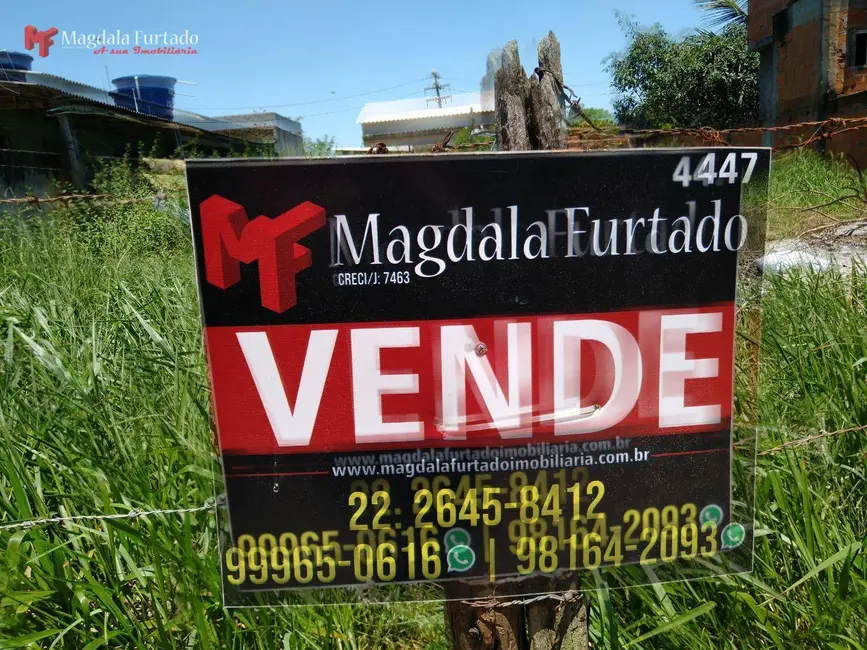 MF Magdala Furtado
A sua Imobiliária.
4447
MF Magdala Furtado
CRECI/J: 7463
VENDE
www.magdalafurtadoimobiliaria.com.br
22: 2645-8412
99965-0616 | 98164-2093